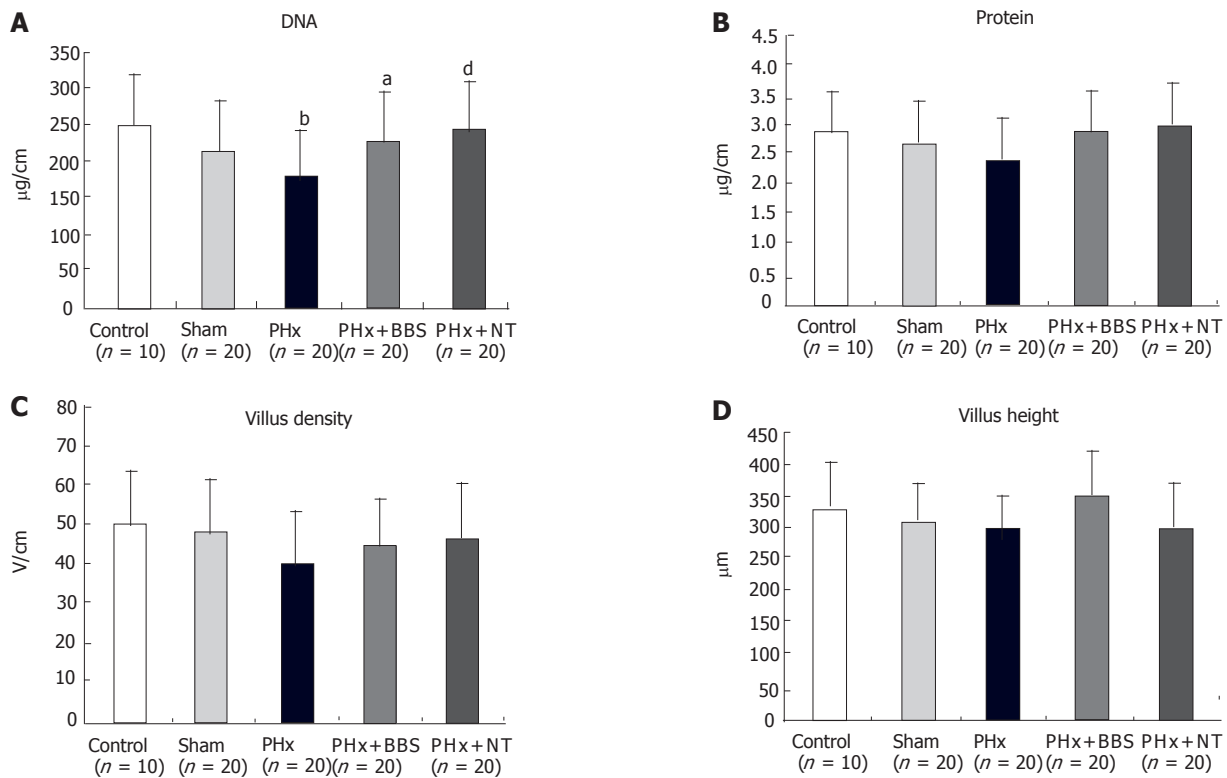 A
DNA
350
300
250
200
150
100
50
0
μg/cm
b
a
d
Control
(n = 10)
Sham
(n = 20)
PHx
(n = 20)
PHx+BBS
(n = 20)
PHx+NT
(n = 20)
B
Protein
4.5
4.0
3.5
3.0
2.5
2.0
1.5
1.0
0.5
0
μg/cm
Control
(n = 10)
Sham
(n = 20)
PHx
(n = 20)
PHx+BBS
(n = 20)
PHx+NT
(n = 20)
C
Villus density
80
70
60
50
40
30
20
10
0
V/cm
Control
(n = 10)
Sham
(n = 20)
PHx
(n = 20)
PHx+BBS
(n = 20)
PHx+NT
(n = 20)
D
Villus height
450
400
350
300
250
200
150
100
50
0
μm
Control
(n = 10)
Sham
(n = 20)
PHx
(n = 20)
PHx+BBS
(n = 20)
PHx+NT
(n = 20)